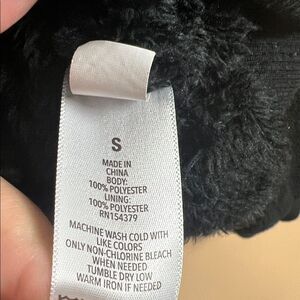 S
MADE IN
CHINA
BODY:
100% POLYESTER
LINING:
100% POLYESTER
RN154379
MACHINE WASH COLD WITH
LIKE COLORS
ONLY NON-CHLORINE BLEACH
WHEN NEEDED
TUMBLE DRY LOW
WARM IRON IF NEEDED